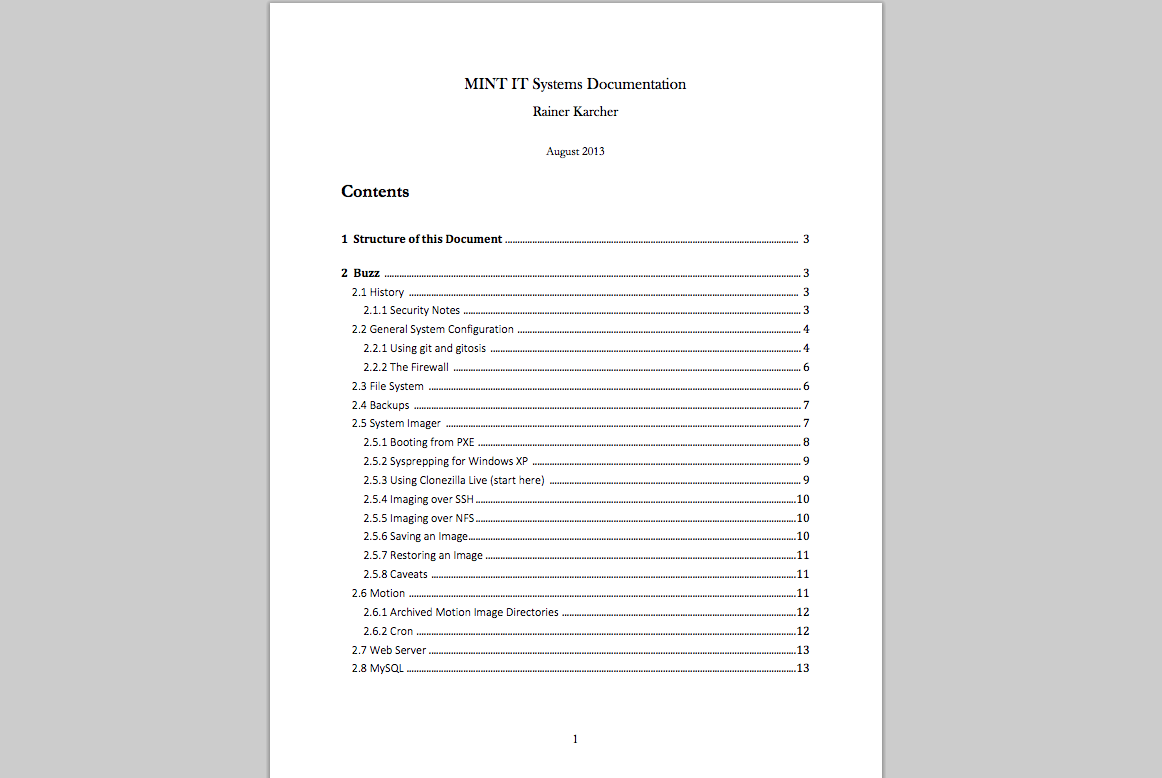 MINT IT Systems Documentation
Rainer Karcher
August 2013
Contents
1 Structure of this Document ........ 3
2 Buzz ........ 3
2.1 History ........ 3
2.1.1 Security Notes ........ 3
2.2 General System Configuration ........ 4
2.2.1 Using git and gitosis ........ 4
2.2.2 The Firewall ........ 6
2.3 File System ........ 6
2.4 Backups ........ 7
2.5 System Imager ........ 7
2.5.1 Booting from PXE ........ 8
2.5.2 Sysprepping for Windows XP ........ 9
2.5.3 Using Clonezilla Live (start here) ........ 9
2.5.4 Imaging over SSH ........ 10
2.5.5 Imaging over NFS ........ 10
2.5.6 Saving an Image ........ 10
2.5.7 Restoring an Image ........ 11
2.5.8 Caveats ........ 11
2.6 Motion ........ 11
2.6.1 Archived Motion Image Directories ........ 12
2.6.2 Cron ........ 12
2.7 Web Server ........ 13
2.8 MySQL ........ 13
1